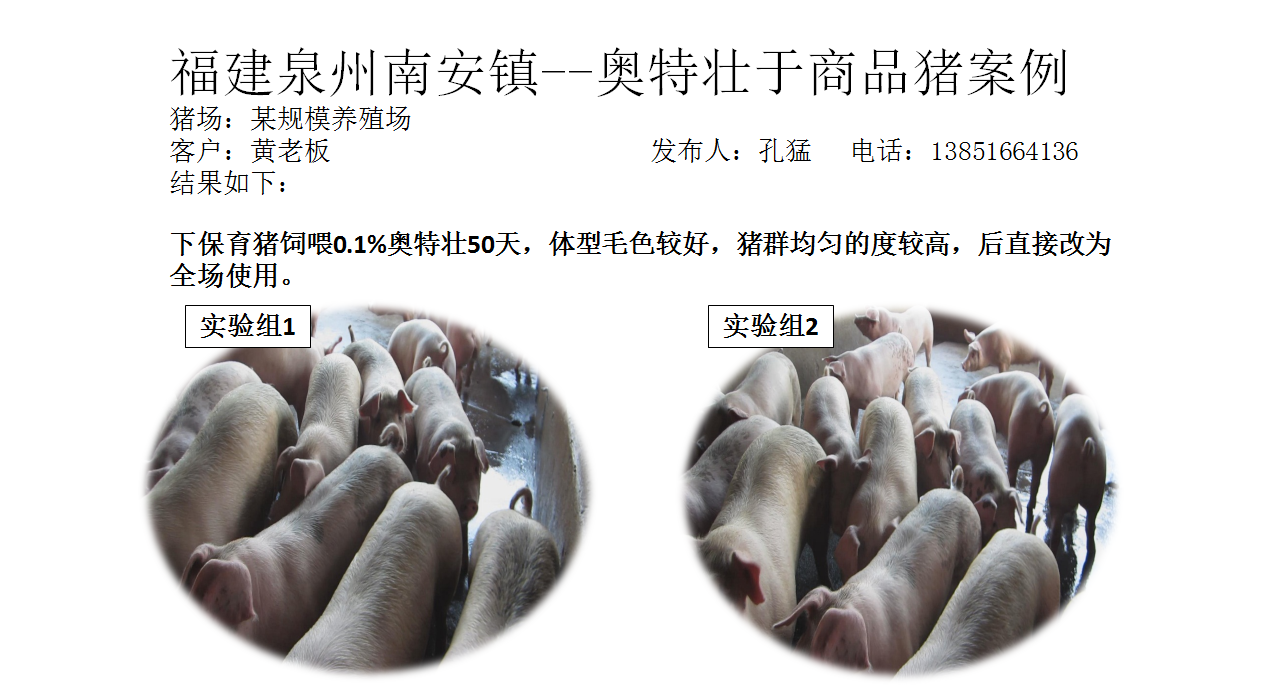 福建泉州南安镇--奥特壮于商品猪案例
猪场：某规模养殖场
客户：黄老板 发布人：孔猛 电话：13851664136
结果如下：
下保育猪饲喂0.1%奥特壮50天，体型毛色较好，猪群均匀的度较高，后直接改为
全场使用。
实验组1
实验组2